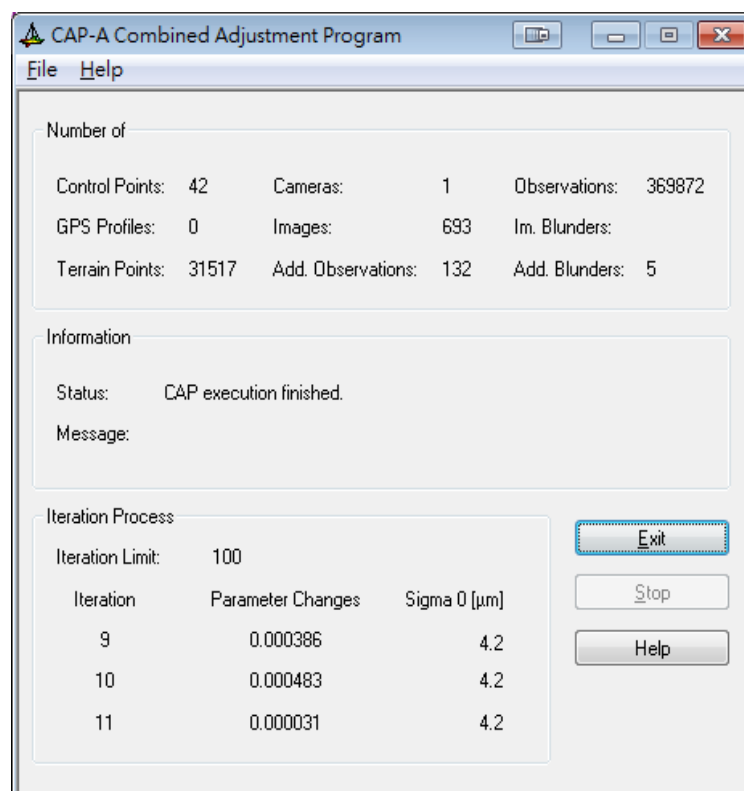 CAP-A Combined Adjustment Program
File Help
Number of
Control Points: 42 Cameras: 1 Observations: 369872
GPS Profiles: 0 Images: 693 Im. Blunders:
Terrain Points: 31517 Add. Observations: 132 Add. Blunders: 5
Information
Status: CAP execution finished.
Message:
Iteration Process
Iteration Limit: 100
Iteration Parameter Changes Sigma 0 [µm]
9 0.000386 4.2
10 0.000483 4.2
11 0.000031 4.2
Exit
Stop
Help